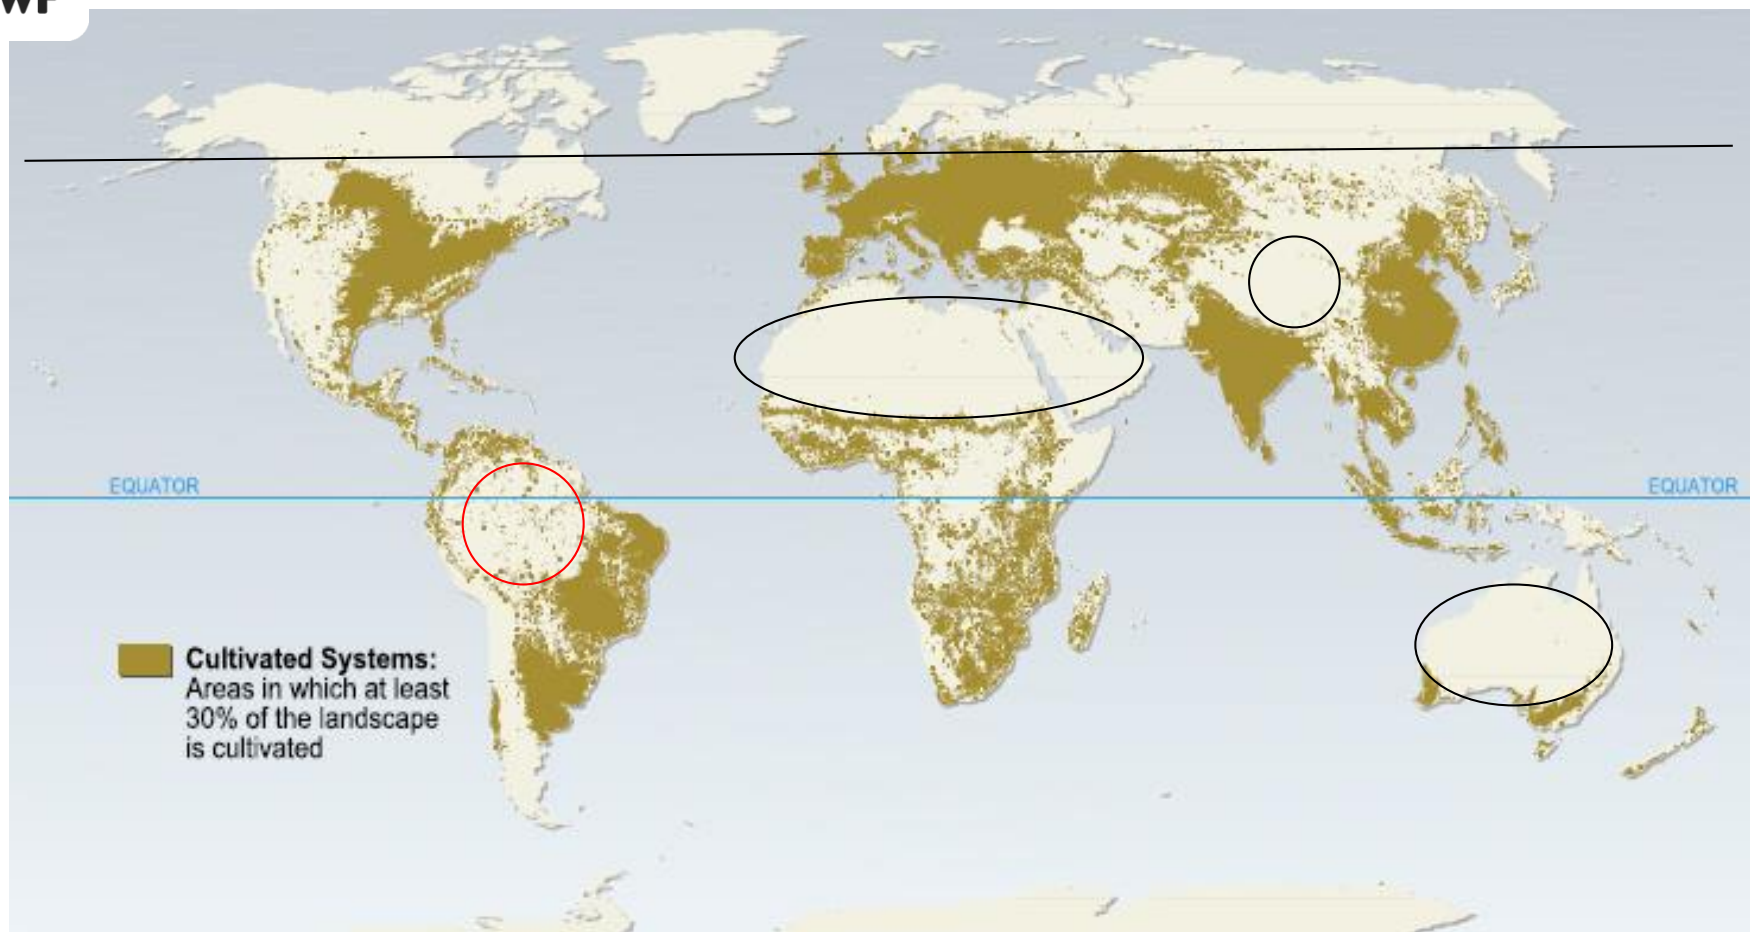 EQUATOR
EQUATOR
Cultivated Systems:
Areas in which at least
30% of the landscape
is cultivated